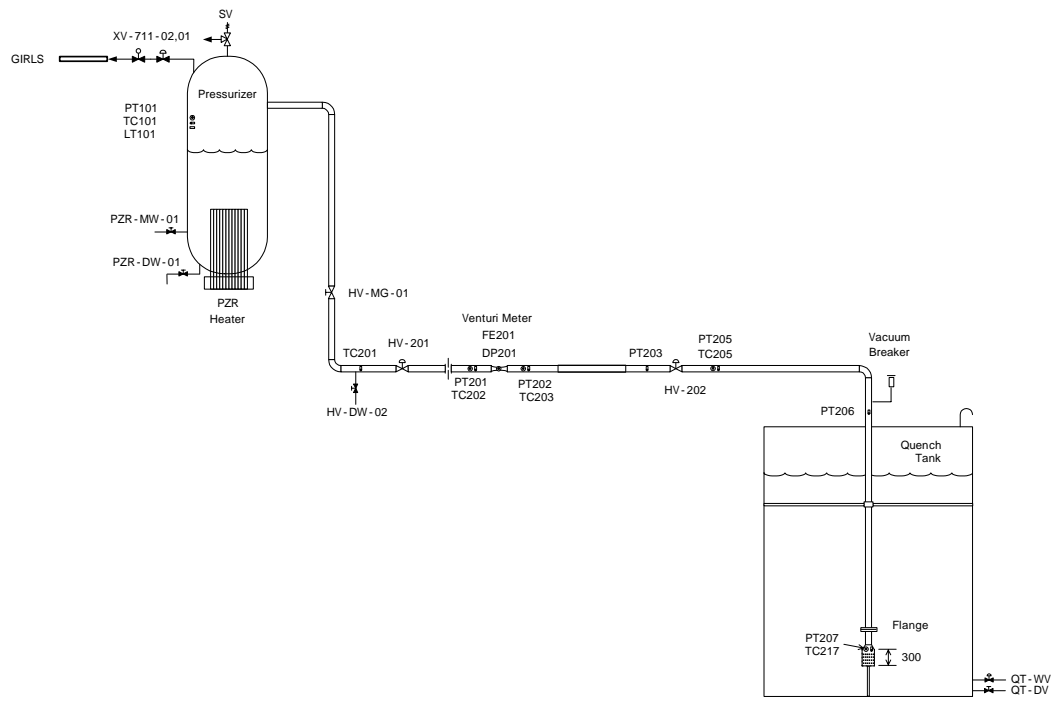 SV
XV-711-02,01
GIRLS
Pressurizer
PT101
TC101
LT101
PZR-MW-01
PZR-DW-01
PZR
Heater
HV-MG-01
Venturi Meter
FE201
DP201
HV-201
TC201
HV-DW-02
PT201
TC202
PT202
TC203
PT203
HV-202
PT205
TC205
Vacuum
Breaker
PT206
Quench
Tank
Flange
PT207
TC217
300
QT-WV
QT-DV